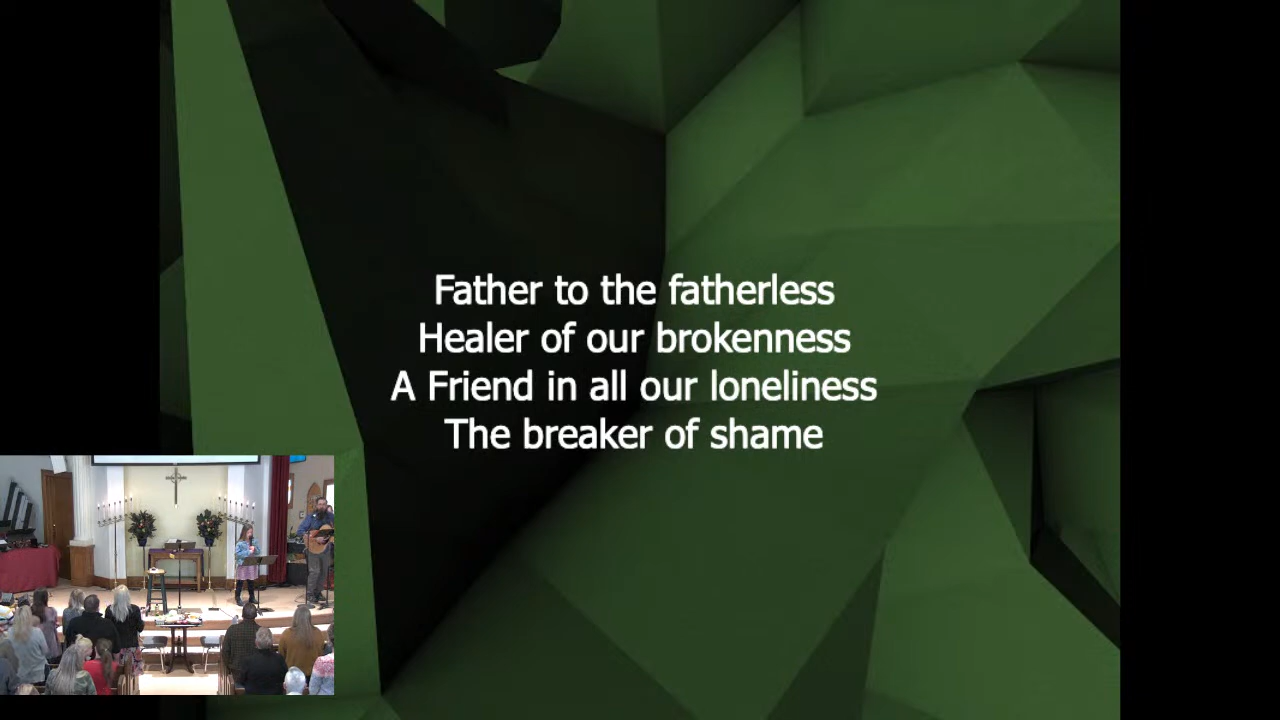 Father to the fatherless
Healer of our brokenness
A Friend in all our loneliness
The breaker of shame